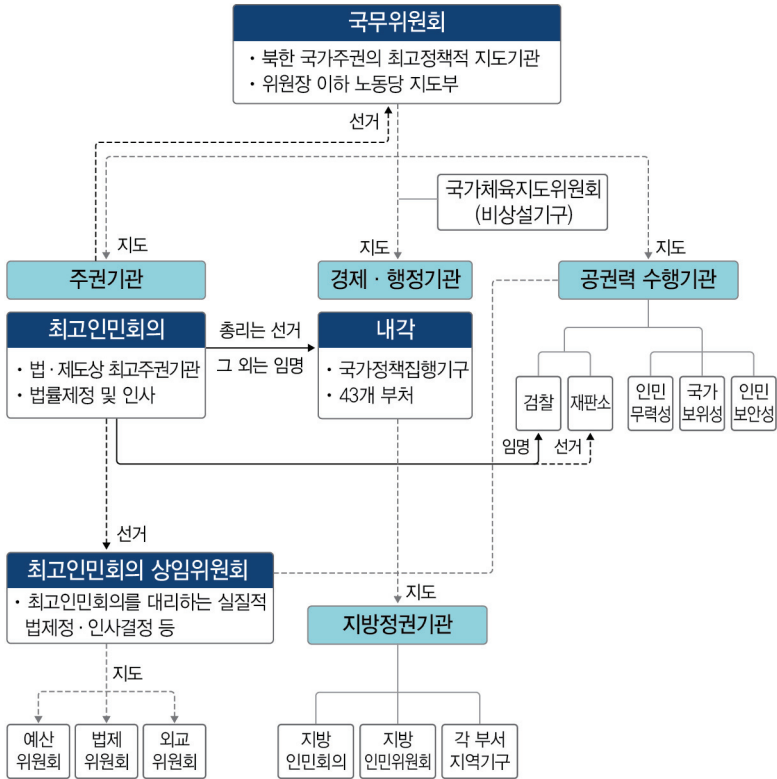 국무위원회
· 북한 국가주권의 최고정책적 지도기관
· 위원장 이하 노동당 지도부
선거
국가체육지도위원회
(비상설기구)
지도
지도
지도
주권기관
경제 · 행정기관
공권력 수행기관
최고인민회의
· 법·제도상 최고주권기관
· 법률제정 및 인사
총리는 선거
그 외는 임명
내각
· 국가정책집행기구
· 43개 부처
검찰
재판소
인민
무력성
국가
보위성
인민
보안성
임명
선거
선거
최고인민회의 상임위원회
· 최고인민회의를 대리하는 실질적
법제정·인사결정 등
지도
지방정권기관
지도
예산
위원회
법제
위원회
외교
위원회
지방
인민회의
지방
인민위원회
각 부서
지역기구